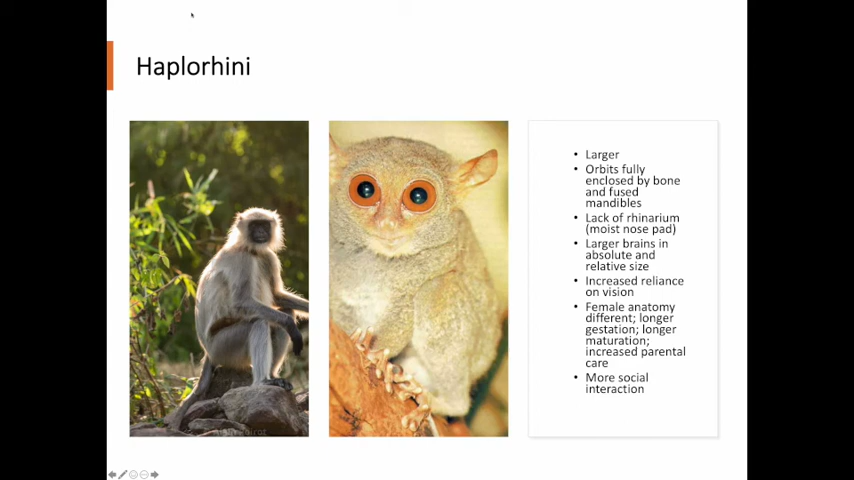 Haplorhini
• Larger
• Orbits fully
enclosed by bone
and fused
mandibles
• Lack of rhinarium
(moist nose pad)
• Larger brains in
absolute and
relative size
• Increased reliance
on vision
• Female anatomy
different; longer
gestation; longer
maturation;
increased parental
care
• More social
interaction